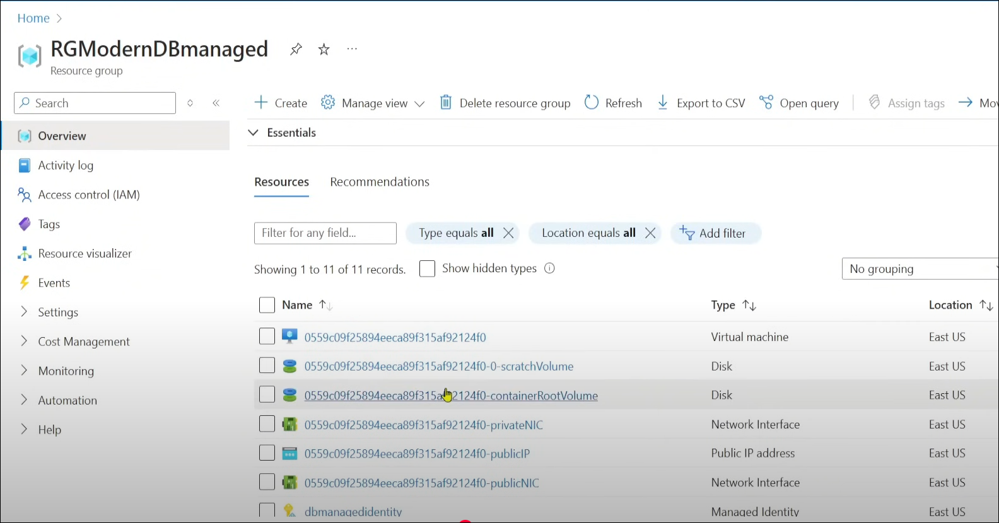 Home
RGModernDBmanaged
Resource group
Search
Create Manage view Delete resource group Refresh Export to CSV Open query Assign tags Mov
Overview
Essentials
Activity log
Access control (IAM)
Resources Recommendations
Tags
Filter for any field... Type equals all Location equals all Add filter
Resource visualizer
Showing 1 to 11 of 11 records. Show hidden types No grouping
Events
Settings
Name Type Location
0559c09f25894eeca89f315af92124f0 Virtual machine East US
Cost Management
0559c09f25894eeca89f315af92124f0-0-scratchVolume Disk East US
Monitoring
0559c09f25894eeca89f315af92124f0-containerRootVolume Disk East US
Automation
0559c09f25894eeca89f315af92124f0-privateNIC Network Interface East US
Help
0559c09f25894eeca89f315af92124f0-publicIP Public IP address East US
0559c09f25894eeca89f315af92124f0-publicNIC Network Interface East US
dbmanagedidentity Managed Identity East US